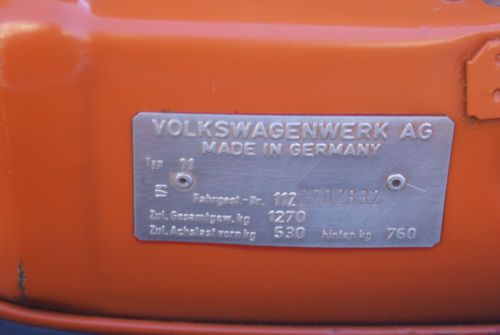 VOLKSWAGENWERK AG
MADE IN GERMANY
Typ 11
Fahrgest.-Nr. 1122707632
Zul. Gesamtgew. kg 1270
Zul. Achslast vorn kg 530 hinten kg 760